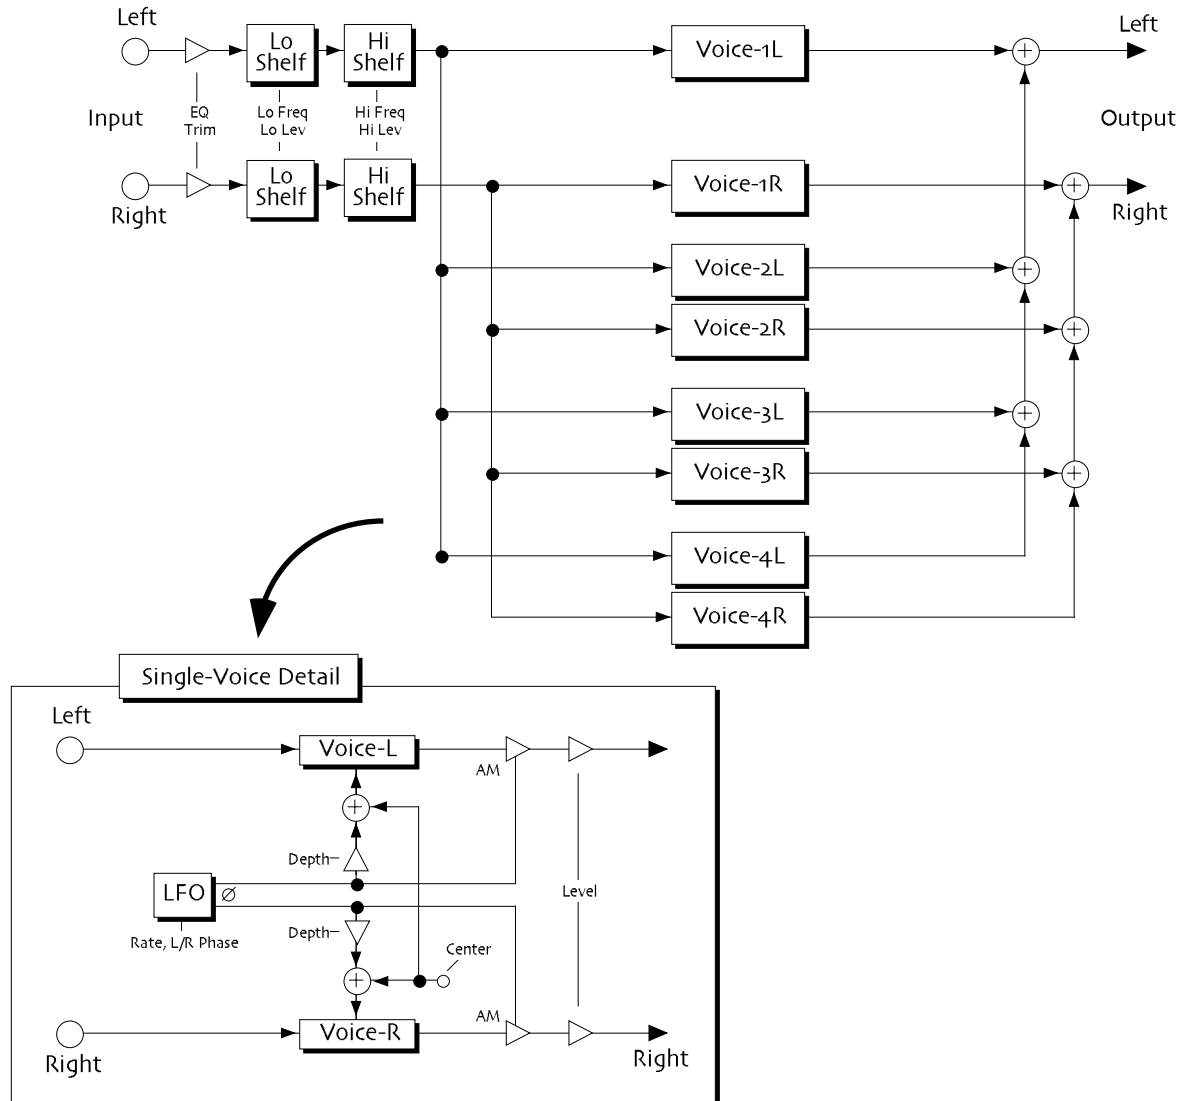 Left
Left
Lo
Shelf
Hi
Shelf
Voice-1L
Input
EQ
Trim
Lo Freq
Lo Lev
Hi Freq
Hi Lev
Output
Lo
Shelf
Hi
Shelf
Voice-1R
Right
Right
Voice-2L
Voice-2R
Voice-3L
Voice-3R
Voice-4L
Voice-4R
Single-Voice Detail
Left
Voice-L
AM
Depth
LFO
Ø
Level
Rate, L/R Phase
Depth
Center
AM
Voice-R
Right
Right